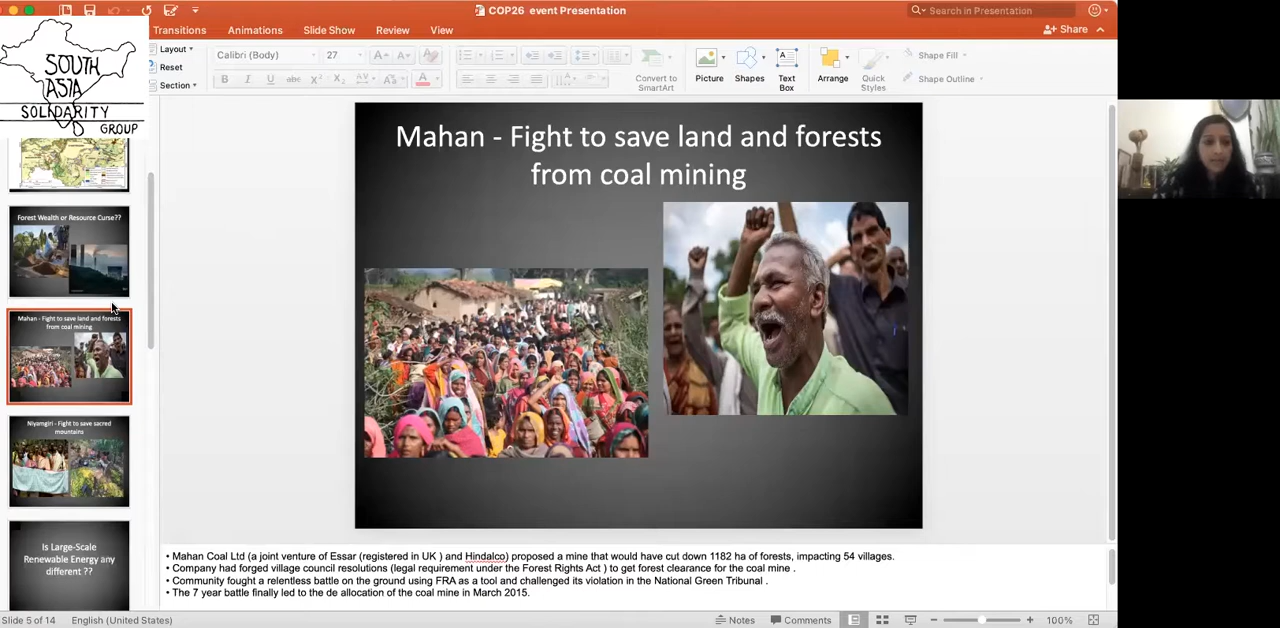 COP26 event Presentation
Search in Presentation
Transitions
Animations
Slide Show
Review
View
Share
SOUTH
ASIA
SOLIDARITY
GROUP
Layout
Reset
Section
Calibri (Body)
27
Convert to
SmartArt
Picture
Shapes
Text
Box
Arrange
Quick
Styles
Shape Fill
Shape Outline
Forest Wealth or Resource Curse??
Mahan - Fight to save land and forests
from coal mining
Niyamgiri - Fight to save sacred
mountains
Is Large-Scale
Renewable Energy any
different ??
Mahan - Fight to save land and forests
from coal mining
• Mahan Coal Ltd (a joint venture of Essar (registered in UK ) and Hindalco) proposed a mine that would have cut down 1182 ha of forests, impacting 54 villages.
• Company had forged village council resolutions (legal requirement under the Forest Rights Act ) to get forest clearance for the coal mine .
• Community fought a relentless battle on the ground using FRA as a tool and challenged its violation in the National Green Tribunal .
• The 7 year battle finally led to the de allocation of the coal mine in March 2015.
Slide 5 of 14
English (United States)
Notes
Comments
100%